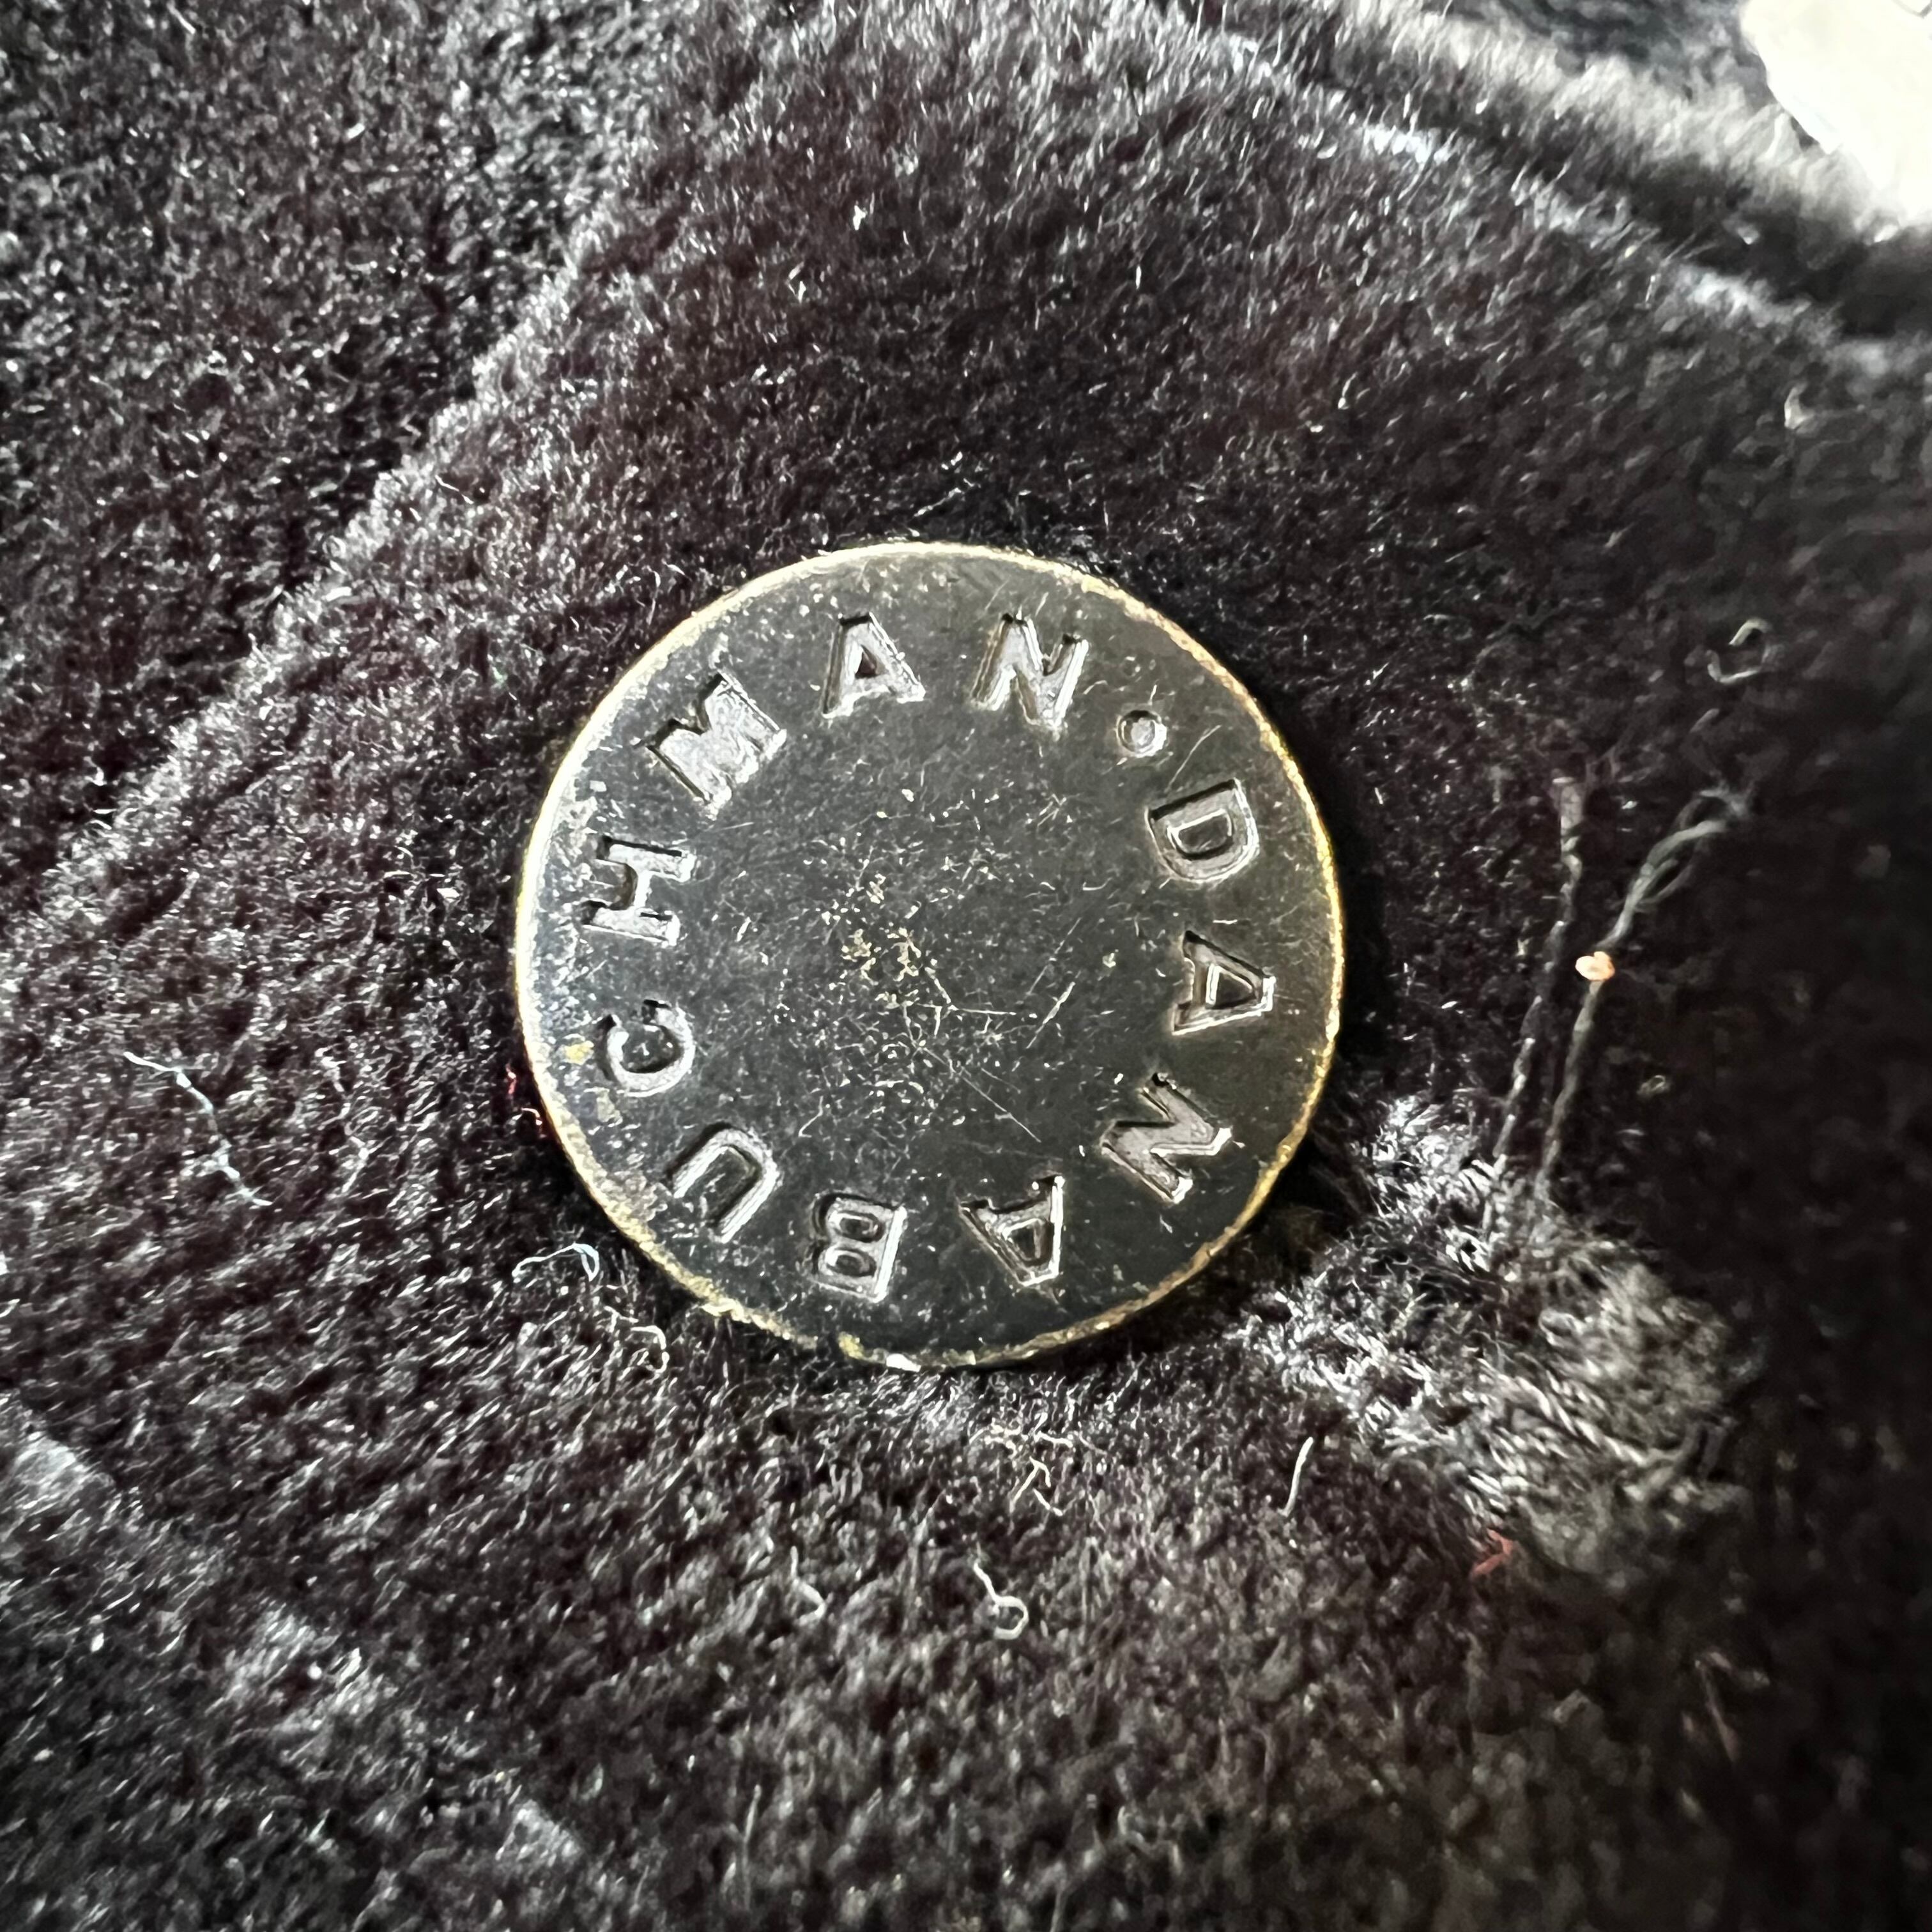 DANA BUCHMAN •